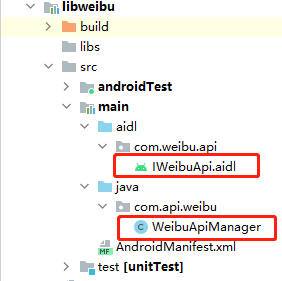 libweibu
build
libs
src
androidTest
main
aidl
com.weibu.api
IWeibuApi.aidl
java
com.api.weibu
WeibuApiManager
MF AndroidManifest.xml
test [unitTest]